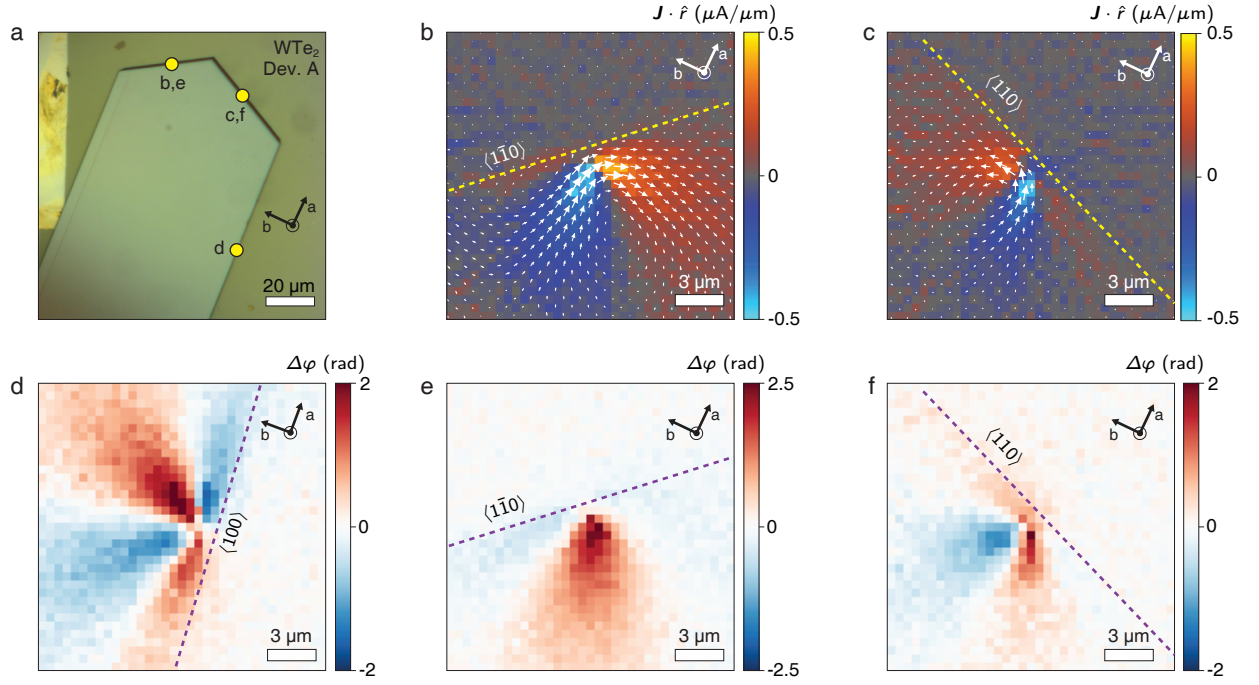 a
WTe₂
Dev. A
b,e
c,f
d
a
b
20 µm
b
J · r̂ (µA/µm)
0.5
0
-0.5
⟨11̄0⟩
a
b
3 µm
c
J · r̂ (µA/µm)
0.5
0
-0.5
⟨110⟩
a
b
3 µm
d
Δφ (rad)
2
0
-2
⟨100⟩
a
b
3 µm
e
Δφ (rad)
2.5
0
-2.5
⟨11̄0⟩
a
b
3 µm
f
Δφ (rad)
2
0
-2
⟨110⟩
a
b
3 µm